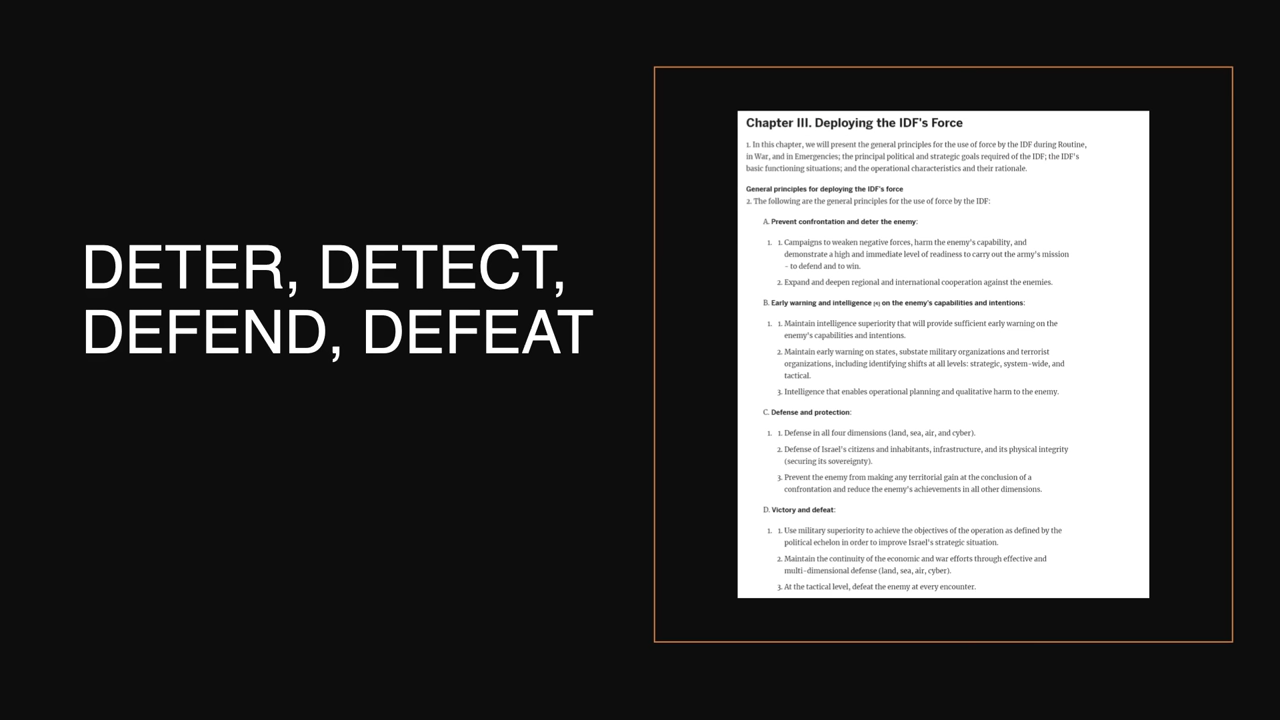 DETER, DETECT,
DEFEND, DEFEAT
Chapter III. Deploying the IDF's Force
1. In this chapter, we will present the general principles for the use of force by the IDF during Routine,
in War, and in Emergencies; the principal political and strategic goals required of the IDF; the IDF's
basic functioning situations; and the operational characteristics and their rationale.
General principles for deploying the IDF's force
2. The following are the general principles for the use of force by the IDF:
A. Prevent confrontation and deter the enemy:
1. 1. Campaigns to weaken negative forces, harm the enemy's capability, and
demonstrate a high and immediate level of readiness to carry out the army's mission
– to defend and to win.
2. Expand and deepen regional and international cooperation against the enemies.
B. Early warning and intelligence [4] on the enemy's capabilities and intentions:
1. 1. Maintain intelligence superiority that will provide sufficient early warning on the
enemy's capabilities and intentions.
2. Maintain early warning on states, substate military organizations and terrorist
organizations, including identifying shifts at all levels: strategic, system-wide, and
tactical.
3. Intelligence that enables operational planning and qualitative harm to the enemy.
C. Defense and protection:
1. 1. Defense in all four dimensions (land, sea, air, and cyber).
2. Defense of Israel's citizens and inhabitants, infrastructure, and its physical integrity
(securing its sovereignty).
3. Prevent the enemy from making any territorial gain at the conclusion of a
confrontation and reduce the enemy's achievements in all other dimensions.
D. Victory and defeat:
1. 1. Use military superiority to achieve the objectives of the operation as defined by the
political echelon in order to improve Israel's strategic situation.
2. Maintain the continuity of the economic and war efforts through effective and
multi-dimensional defense (land, sea, air, cyber).
3. At the tactical level, defeat the enemy at every encounter.